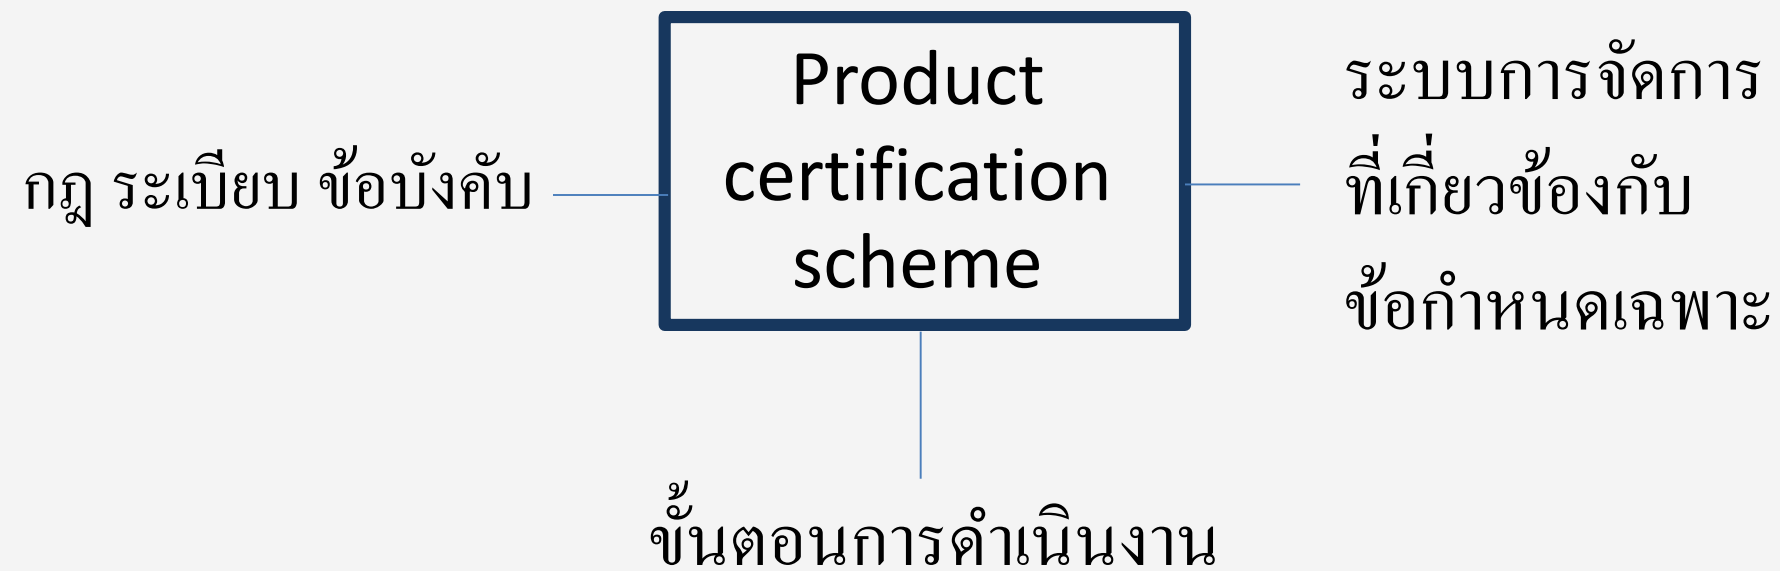 กฎ ระเบียบ ข้อบังคับ
Product
certification
scheme
ระบบการจัดการ
ที่เกี่ยวข้องกับ
ข้อกำหนดเฉพาะ
ขั้นตอนการดำเนินงาน